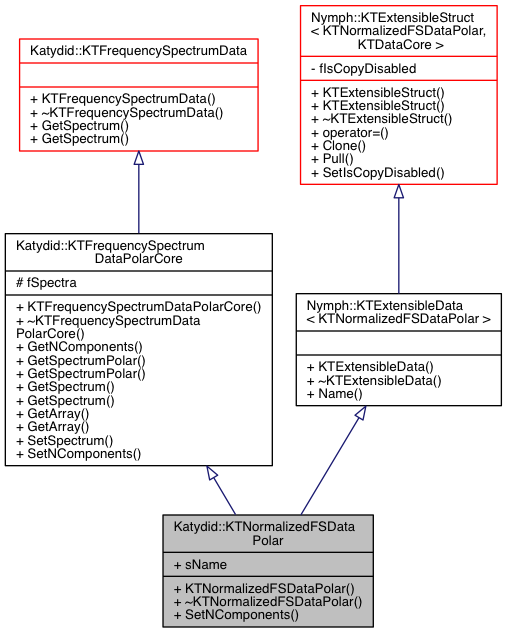 Katydid::KTFrequencySpectrumData
+ KTFrequencySpectrumData()
+ ~KTFrequencySpectrumData()
+ GetSpectrum()
+ GetSpectrum()
Nymph::KTExtensibleStruct
< KTNormalizedFSDataPolar,
KTDataCore >
- fIsCopyDisabled
+ KTExtensibleStruct()
+ KTExtensibleStruct()
+ ~KTExtensibleStruct()
+ operator=()
+ Clone()
+ Pull()
+ SetIsCopyDisabled()
Katydid::KTFrequencySpectrum
DataPolarCore
# fSpectra
+ KTFrequencySpectrumDataPolarCore()
+ ~KTFrequencySpectrumData
PolarCore()
+ GetNComponents()
+ GetSpectrumPolar()
+ GetSpectrumPolar()
+ GetSpectrum()
+ GetSpectrum()
+ GetArray()
+ GetArray()
+ SetSpectrum()
+ SetNComponents()
Nymph::KTExtensibleData
< KTNormalizedFSDataPolar >
+ KTExtensibleData()
+ ~KTExtensibleData()
+ Name()
Katydid::KTNormalizedFSData
Polar
+ sName
+ KTNormalizedFSDataPolar()
+ ~KTNormalizedFSDataPolar()
+ SetNComponents()